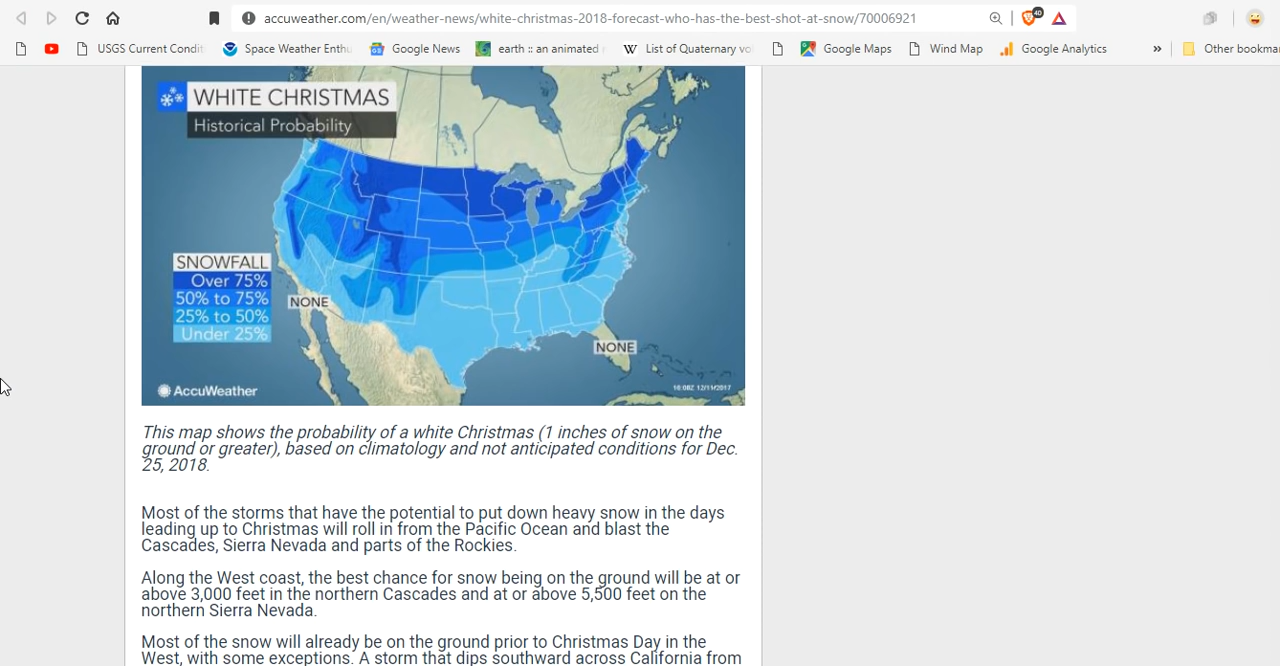 accuweather.com/en/weather-news/white-christmas-2018-forecast-who-has-the-best-shot-at-snow/70006921
40
USGS Current Condit
Space Weather Enthu
Google News
earth :: an animated
W
List of Quaternary vo
Google Maps
Wind Map
Google Analytics
»
Other bookma
WHITE CHRISTMAS
Historical Probability
SNOWFALL
Over 75%
50% to 75%
25% to 50%
Under 25%
NONE
NONE
AccuWeather
This map shows the probability of a white Christmas (1 inches of snow on the
ground or greater), based on climatology and not anticipated conditions for Dec.
25, 2018.
Most of the storms that have the potential to put down heavy snow in the days
leading up to Christmas will roll in from the Pacific Ocean and blast the
Cascades, Sierra Nevada and parts of the Rockies.
Along the West coast, the best chance for snow being on the ground will be at or
above 3,000 feet in the northern Cascades and at or above 5,500 feet on the
northern Sierra Nevada.
Most of the snow will already be on the ground prior to Christmas Day in the
West, with some exceptions. A storm that dips southward across California from